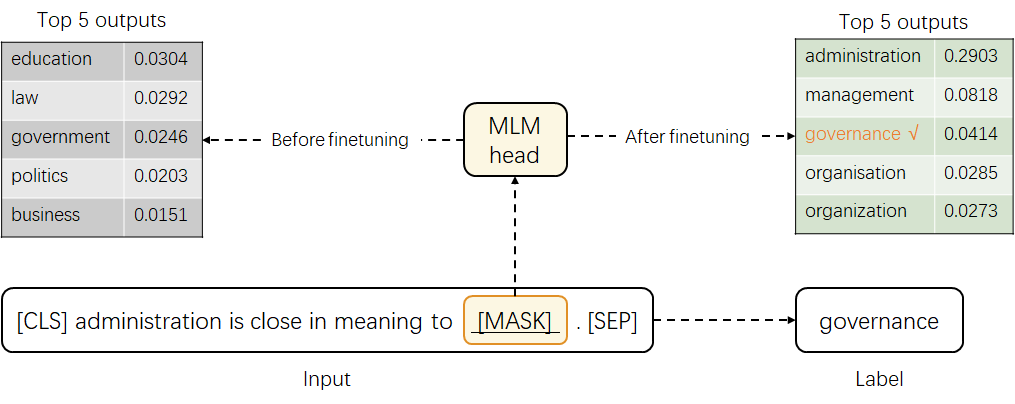 Top 5 outputs
education 0.0304
law 0.0292
government 0.0246
politics 0.0203
business 0.0151
Before finetuning
MLM
head
After finetuning
Top 5 outputs
administration 0.2903
management 0.0818
governance √ 0.0414
organisation 0.0285
organization 0.0273
[CLS] administration is close in meaning to [MASK] . [SEP]
governance
Input
Label